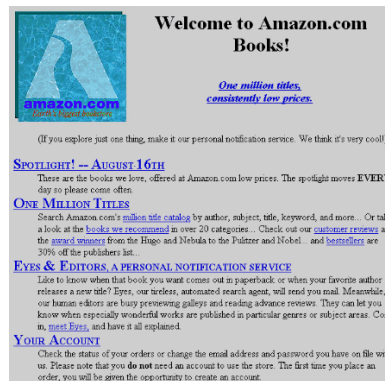 Welcome to Amazon.com
Books!
amazon.com
Earth's Biggest Bookstore
One million titles,
consistently low prices.
(If you explore just one thing, make it our personal notification service. We think it's very cool!)
SPOTLIGHT! -- AUGUST 16TH
These are the books we love, offered at Amazon.com low prices. The spotlight moves EVERY
day so please come often.
ONE MILLION TITLES
Search Amazon.com's million title catalog by author, subject, title, keyword, and more... Or take
a look at the books we recommend in over 20 categories... Check out our customer reviews and
the award winners from the Hugo and Nebula to the Pulitzer and Nobel... and bestsellers are
30% off the publishers list...
EYES & EDITORS, A PERSONAL NOTIFICATION SERVICE
Like to know when that book you want comes out in paperback or when your favorite author
releases a new title? Eyes, our tireless, automated search agent, will send you mail. Meanwhile,
our human editors are busy previewing galleys and reading advance reviews. They can let you
know when especially wonderful works are published in particular genres or subject areas. Come
in, meet Eyes, and have it all explained.
YOUR ACCOUNT
Check the status of your orders or change the email address and password you have on file with
us. Please note that you do not need an account to use the store. The first time you place an
order, you will be given the opportunity to create an account.